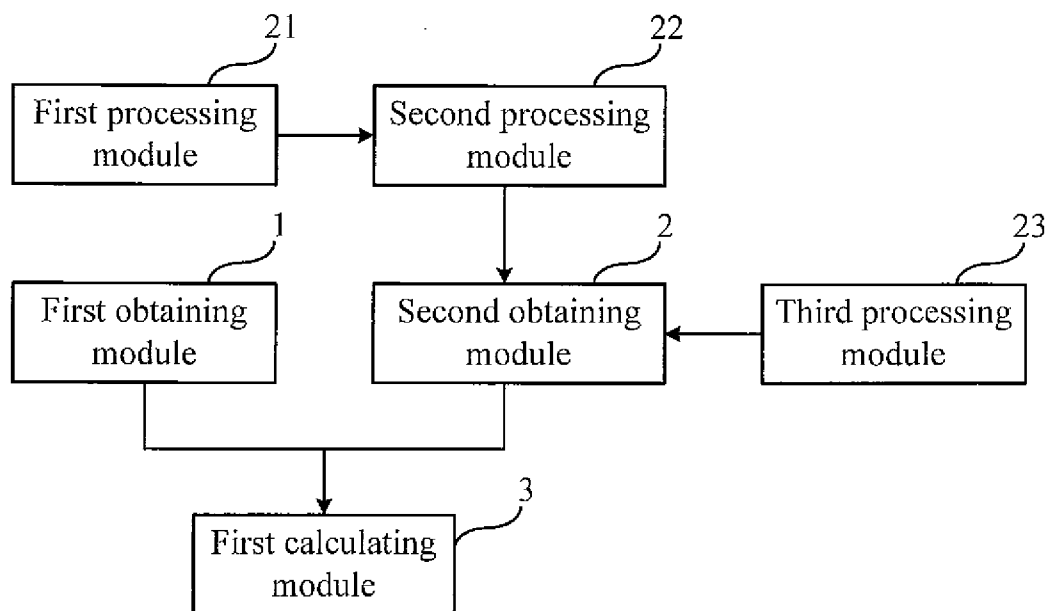 21
22
First processing
module
Second processing
module
1
2
23
First obtaining
module
Second obtaining
module
Third processing
module
3
First calculating
module